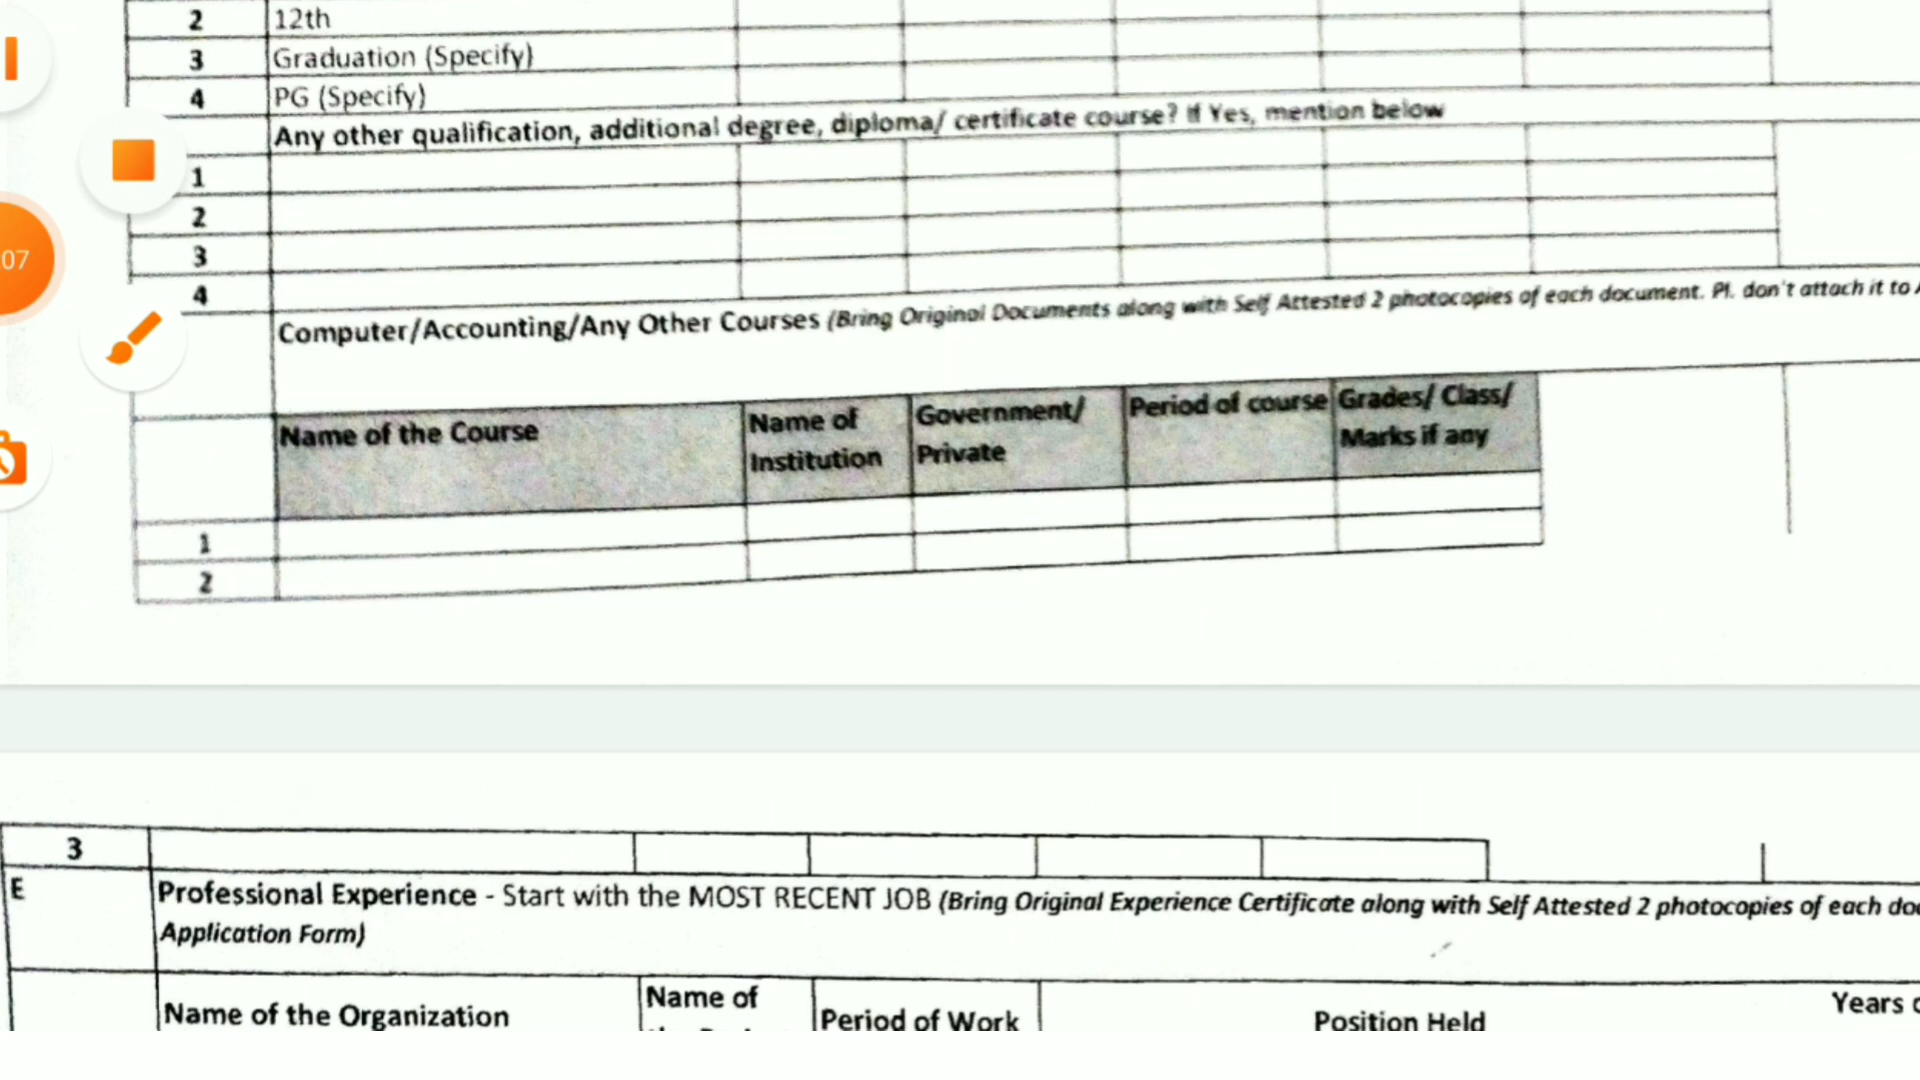 2 12th
3 Graduation (Specify)
4 PG (Specify)
Any other qualification, additional degree, diploma/ certificate course? If Yes, mention below
1
2
3
4
Computer/Accounting/Any Other Courses (Bring Original Documents along with Self Attested 2 photocopies of each document. Pl. don't attach it to
Name of the Course Name of Institution Government/ Private Period of course Grades/ Class/ Marks if any
1
2
3
E Professional Experience - Start with the MOST RECENT JOB (Bring Original Experience Certificate along with Self Attested 2 photocopies of each
Application Form)
Name of the Organization Name of Period of Work Position Held Years
07